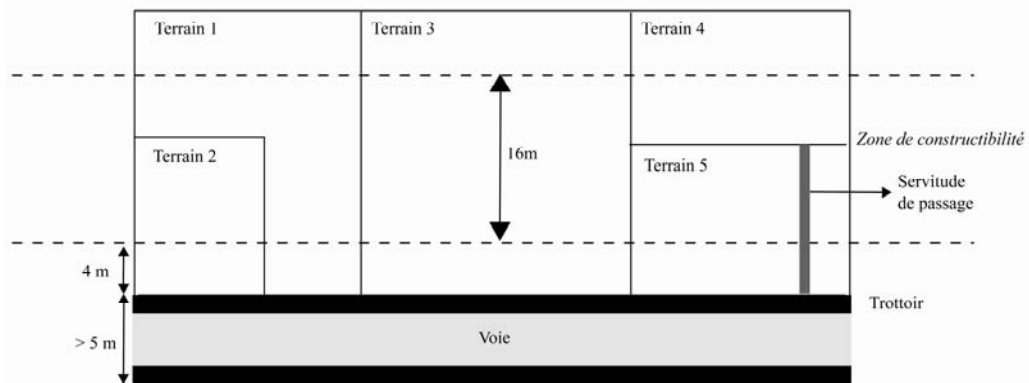 Terrain 1
Terrain 3
Terrain 4
Zone de constructibilité
Terrain 2
16m
Terrain 5
Servitude
de passage
4 m
Trottoir
> 5 m
Voie